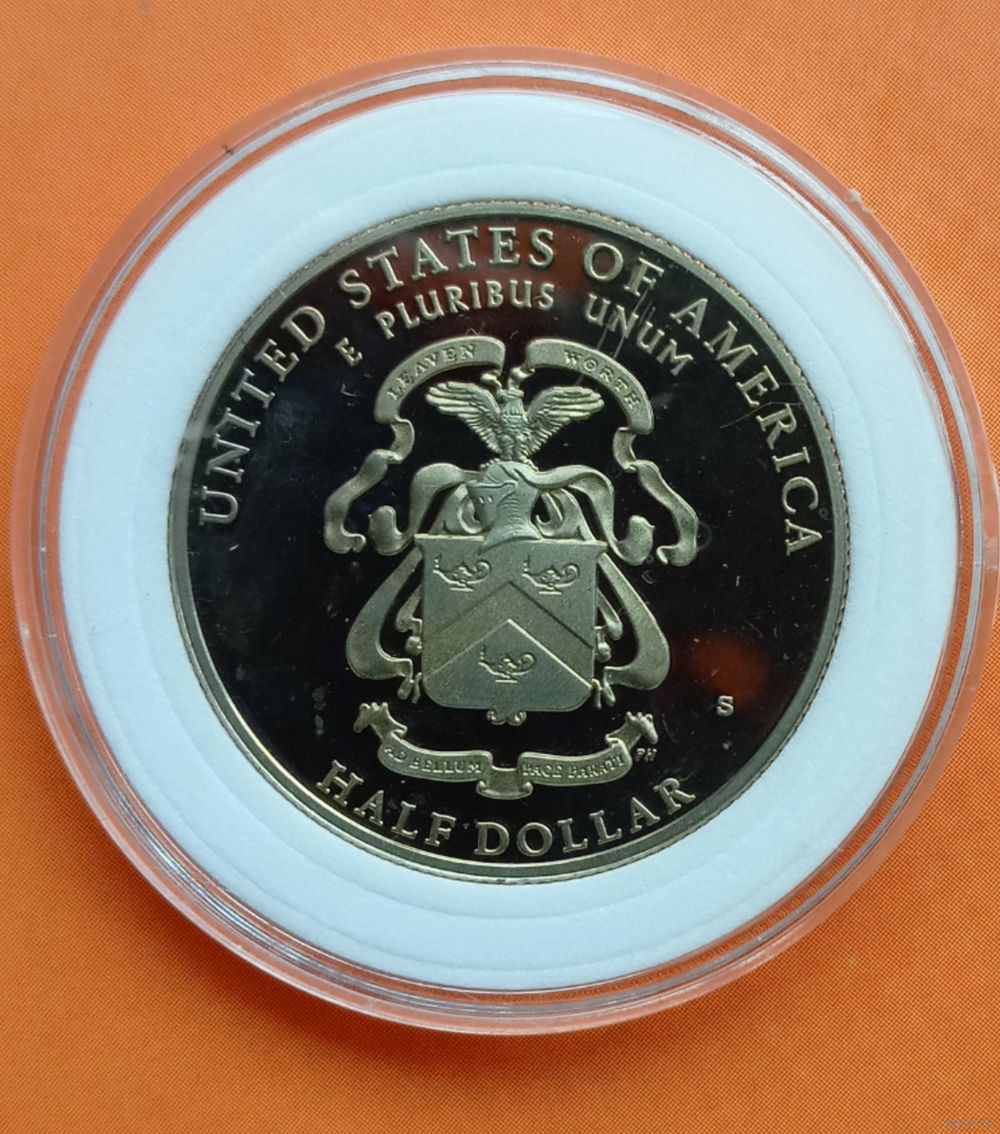 UNITED STATES OF AMERICA
E PLURIBUS UNUM
LEAVEN WORTH
S
AD BELLUM PACE PARATI
PH
HALF DOLLAR